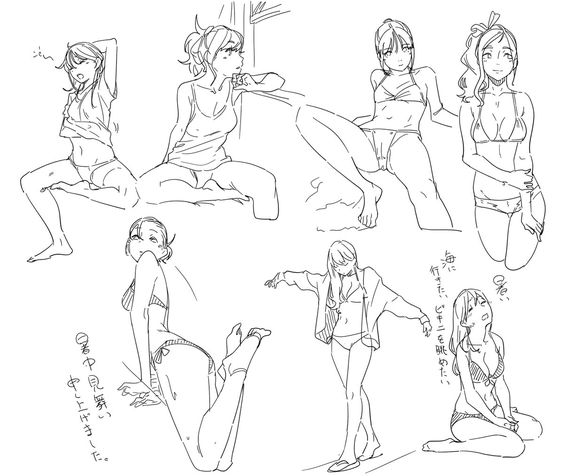 海に
行きたい ビキニを眺めたい
暑い
暑中見舞い
申し上げました。